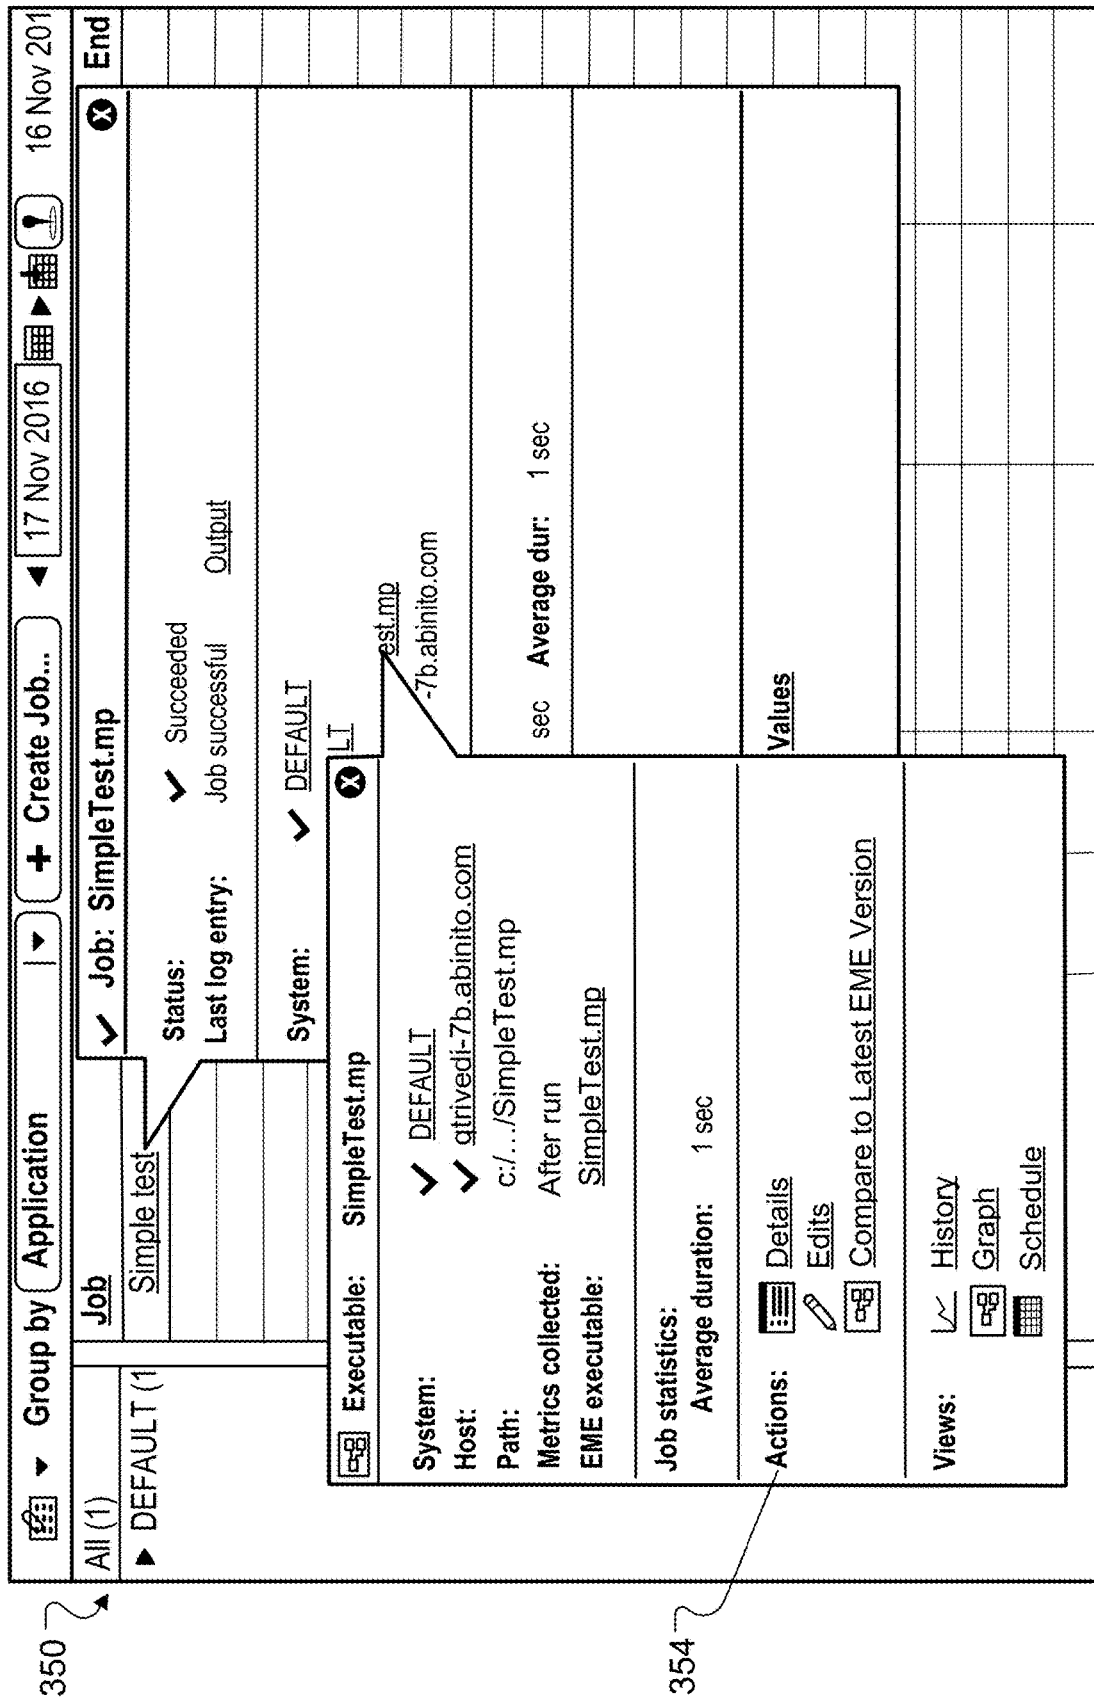 350
Group by Application + Create Job... 17 Nov 2016 16 Nov 201
All (1) Job End
DEFAULT (1 Simple test
Job: SimpleTest.mp X
Status: Succeeded
Last log entry: Job successful Output
System: DEFAULT
LT
est.mp
-7b.abinito.com
sec Average dur: 1 sec
Values
Executable: SimpleTest.mp X
System: DEFAULT
Host: qtrivedi-7b.abinito.com
Path: c:/.../SimpleTest.mp
Metrics collected: After run
EME executable: SimpleTest.mp
Job statistics:
Average duration: 1 sec
354
Actions: Details
Edits
Compare to Latest EME Version
Views: History
Graph
Schedule